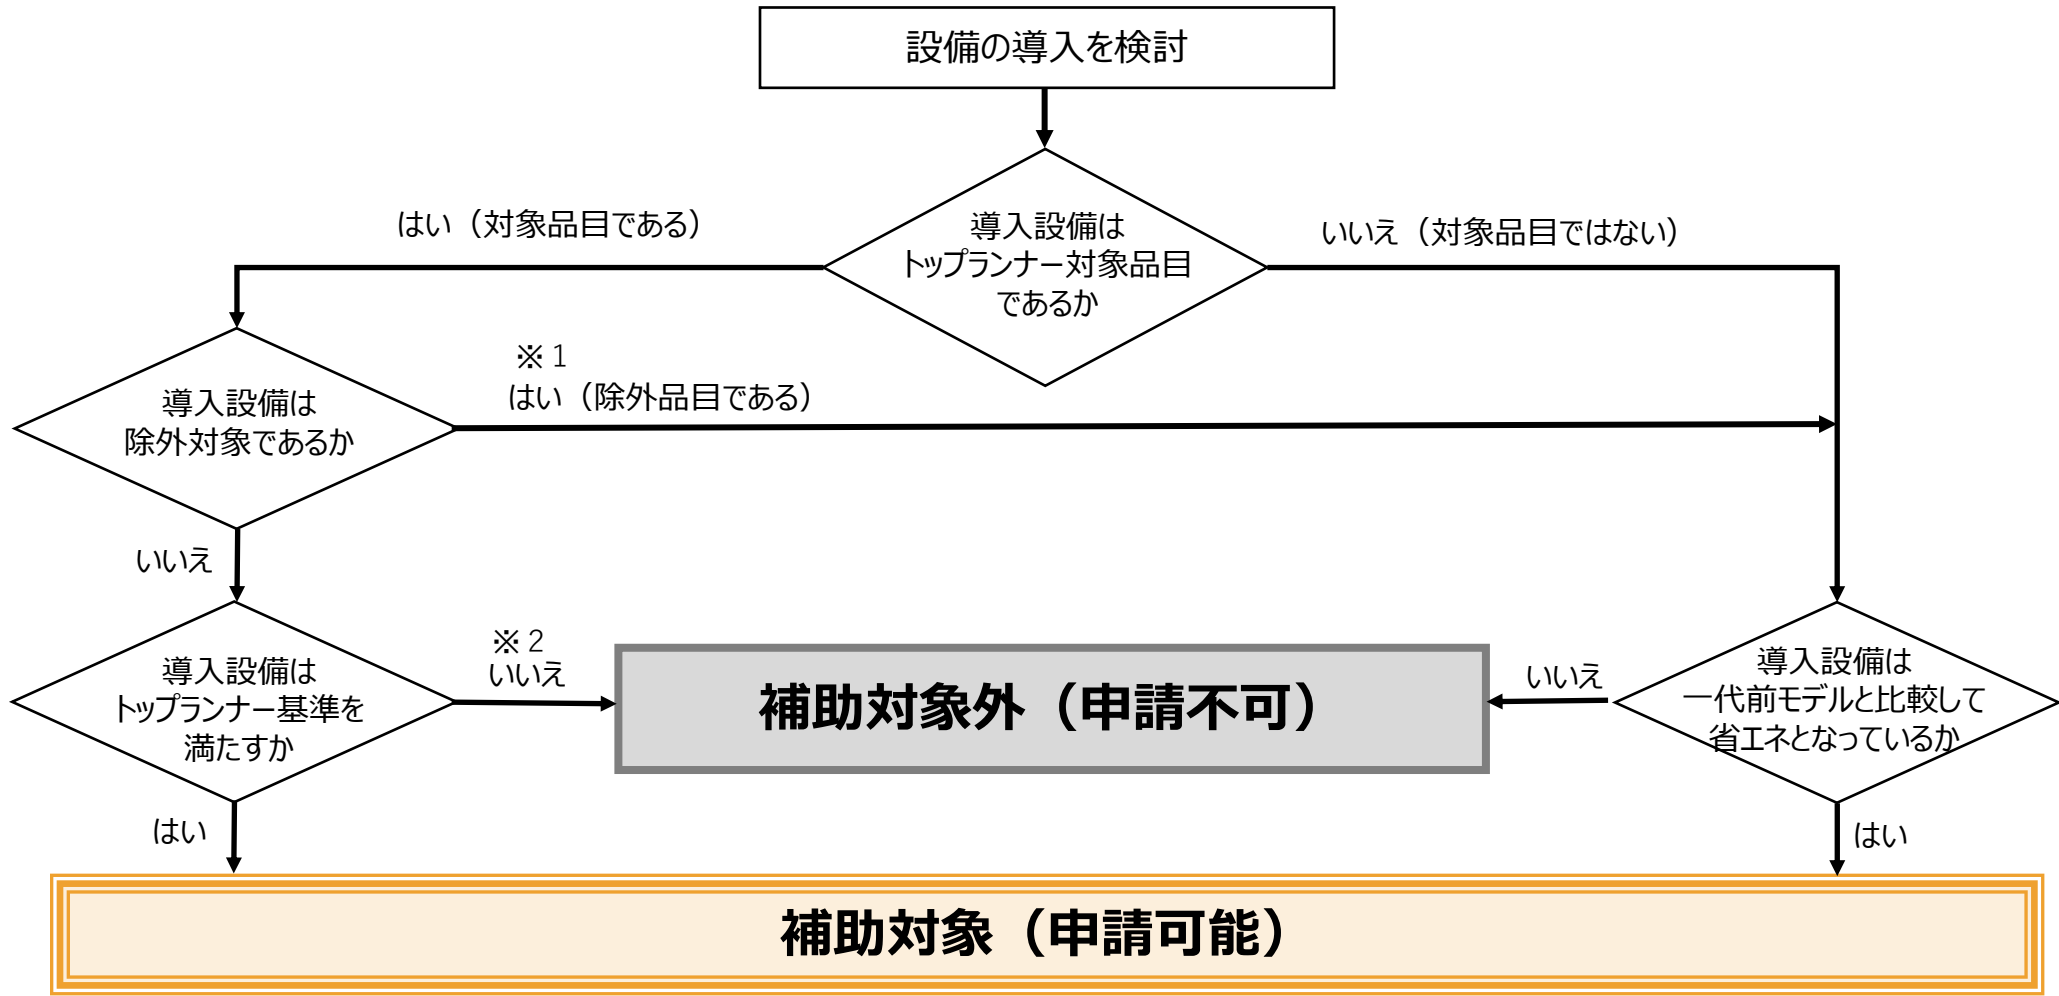 設備の導入を検討
導入設備は
トップランナー対象品目
であるか
はい（対象品目である）
いいえ（対象品目ではない）
導入設備は
除外対象であるか
※１
はい（除外品目である）
いいえ
導入設備は
トップランナー基準を
満たすか
※２
いいえ
補助対象外（申請不可）
いいえ
導入設備は
一代前モデルと比較して
省エネとなっているか
はい
はい
補助対象（申請可能）